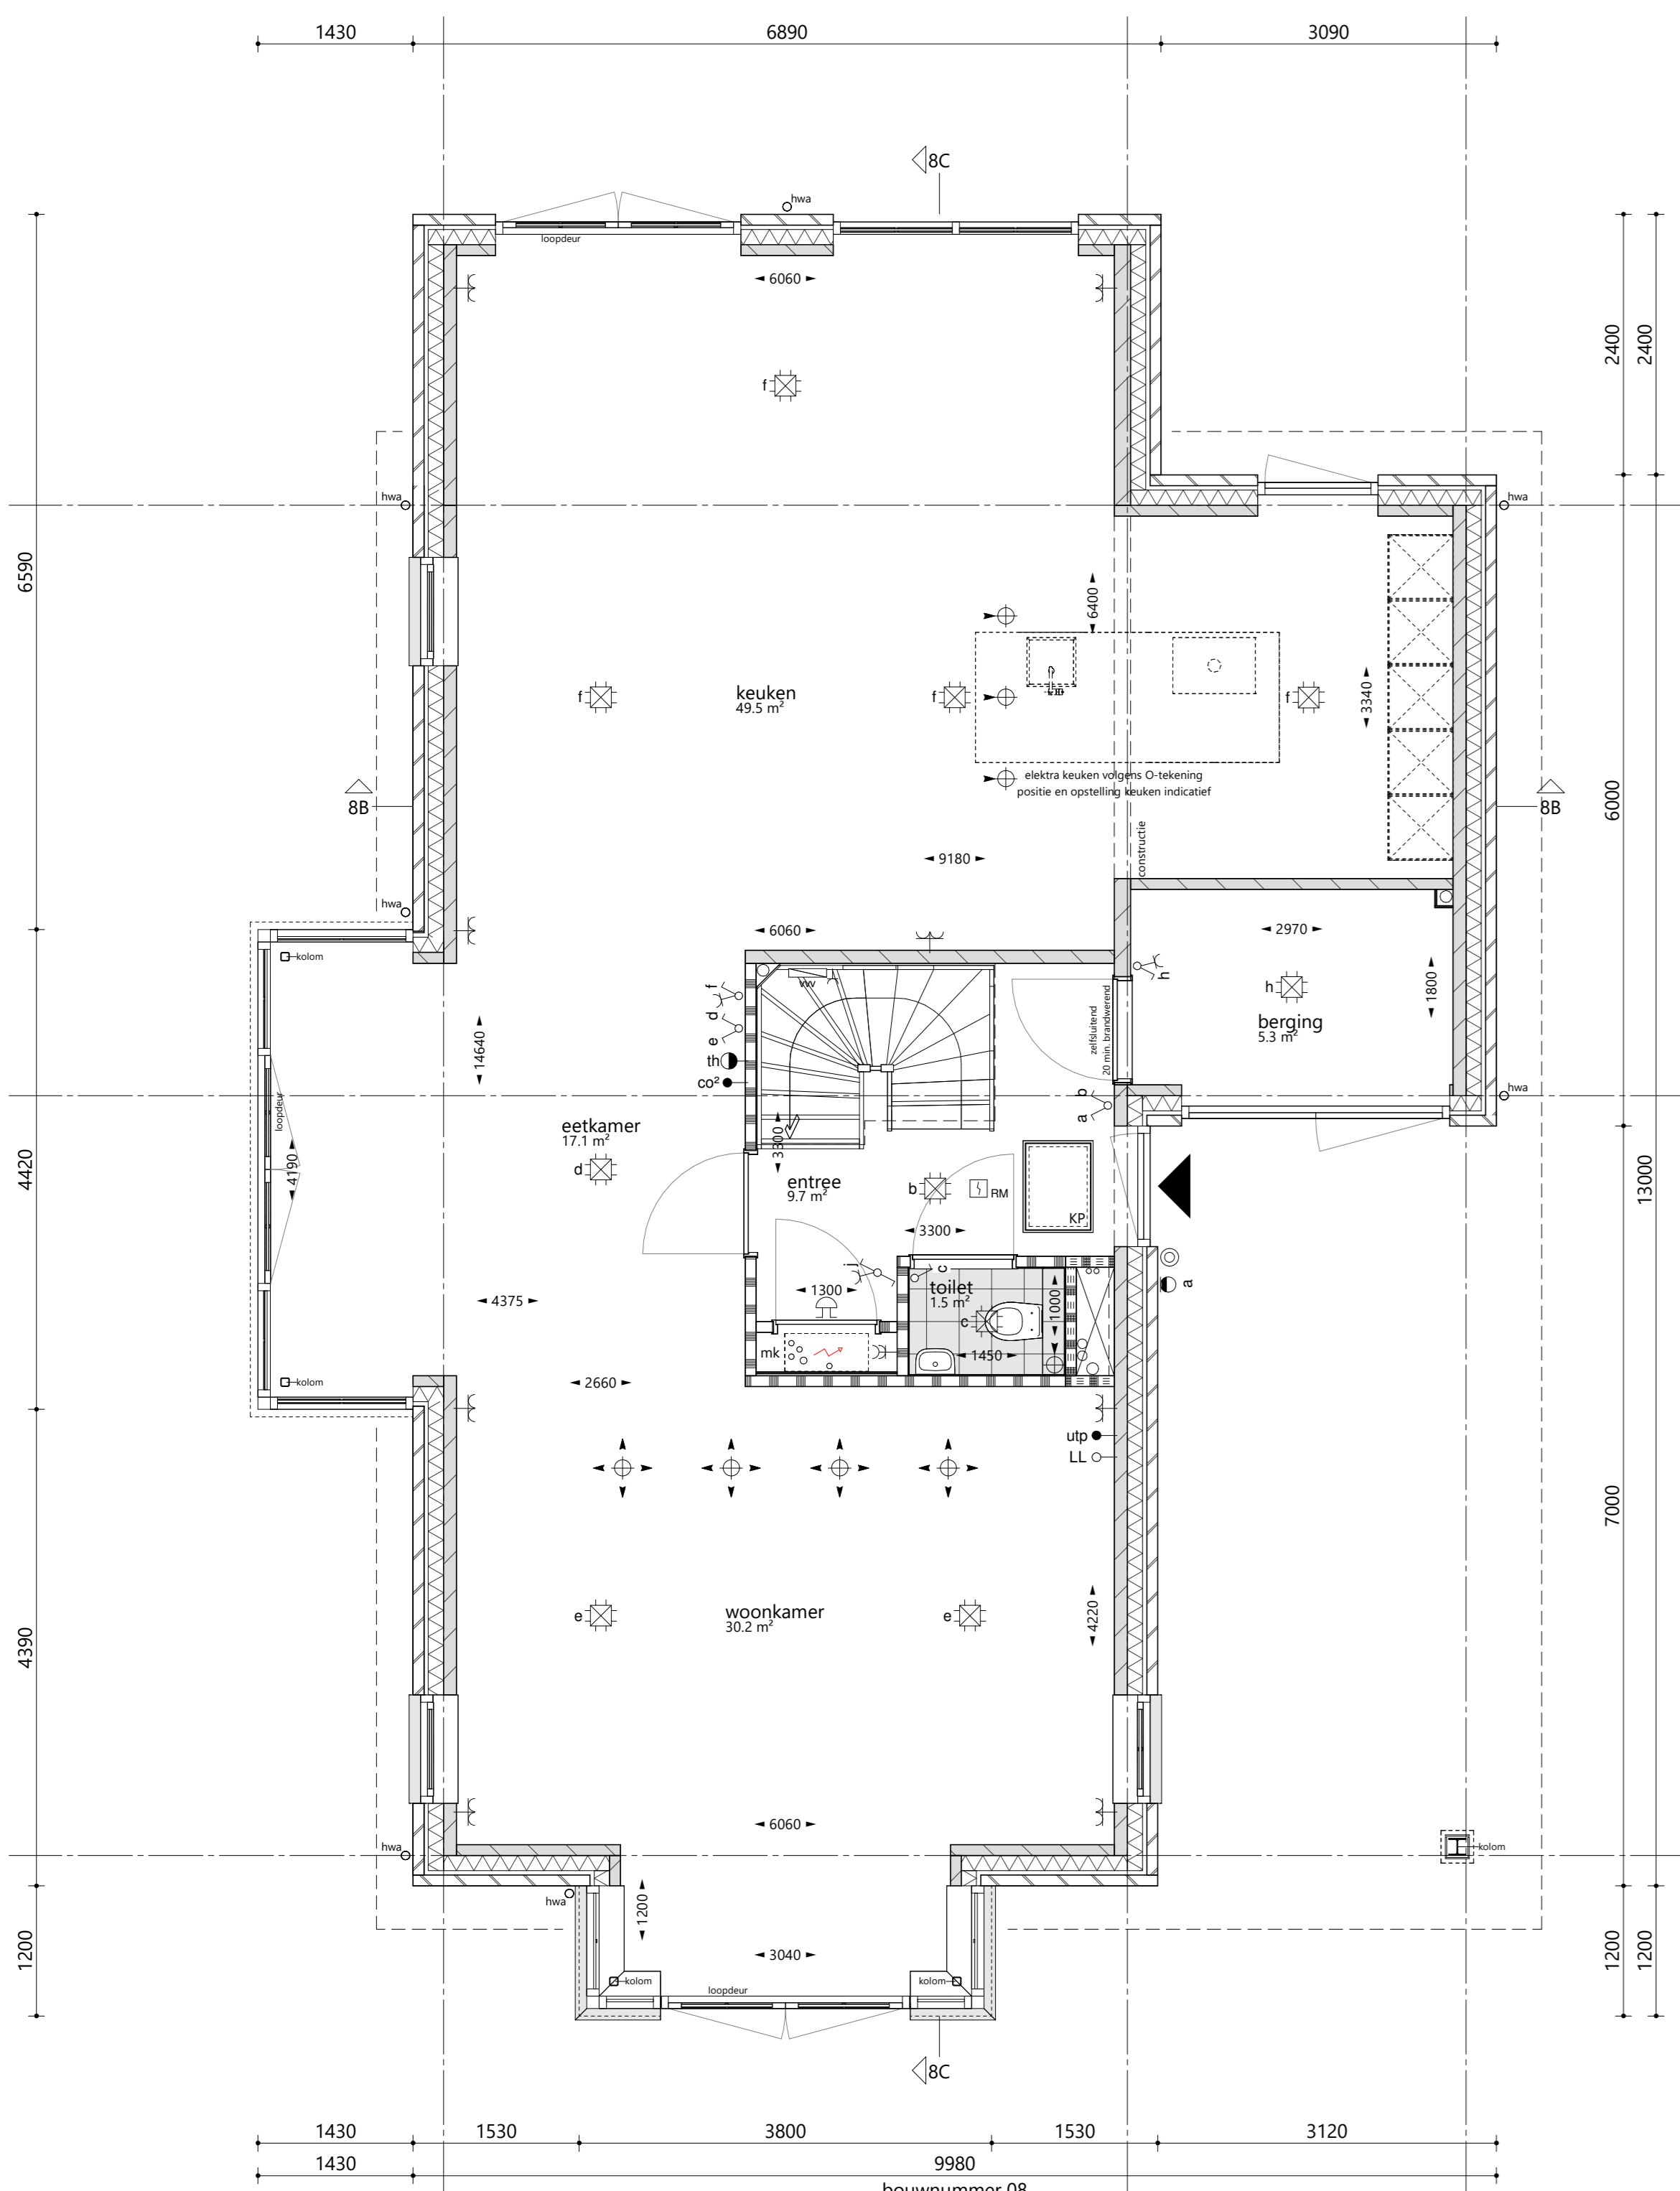 1430
6890
3090
8C
hwa
loopdeur
6060
2400
2400
f
hwa
hwa
6590
6400
keuken
49.5 m²
f
f
f
3340
elektra keuken volgens O-tekening
positie en opstelling keuken indicatief
8B
8B
6000
constructie
9180
hwa
6060
2970
kolom
vvv
f
d
e
th
co²
h
h
1800
berging
5.3 m²
zelfsluitend
20 min. brandwerend
14640
hwa
a b
loopdeur
4190
4420
eetkamer
17.1 m²
d
3300
entree
9.7 m²
b
RM
KP
3300
13000
j
c
toilet
1.5 m²
a
1300
1000
4375
c
mk
1450
kolom
2660
utp
LL
7000
4390
woonkamer
30.2 m²
e
e
4220
6060
hwa
kolom
hwa
1200
1200
1200
1200
3040
kolom
kolom
loopdeur
8C
1430
1530
3800
1530
3120
1430
9980
bouwnummer 08